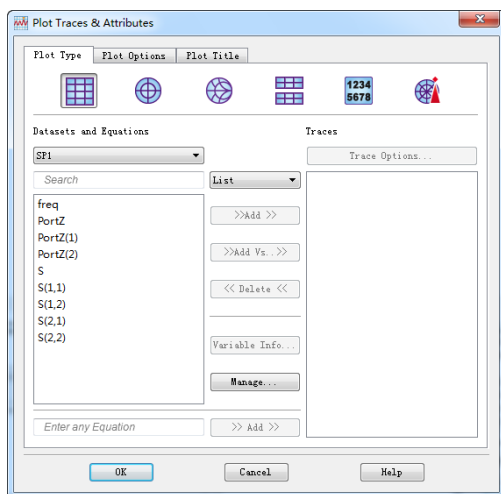 Plot Traces & Attributes
Plot Type Plot Options Plot Title
1234
5678
Datasets and Equations Traces
SP1 Trace Options...
Search List
freq
PortZ
PortZ(1)
PortZ(2)
S
S(1,1)
S(1,2)
S(2,1)
S(2,2)
>>Add >>
>>Add Vs..>>
<< Delete <<
Variable Info...
Manage...
Enter any Equation >> Add >>
OK Cancel Help